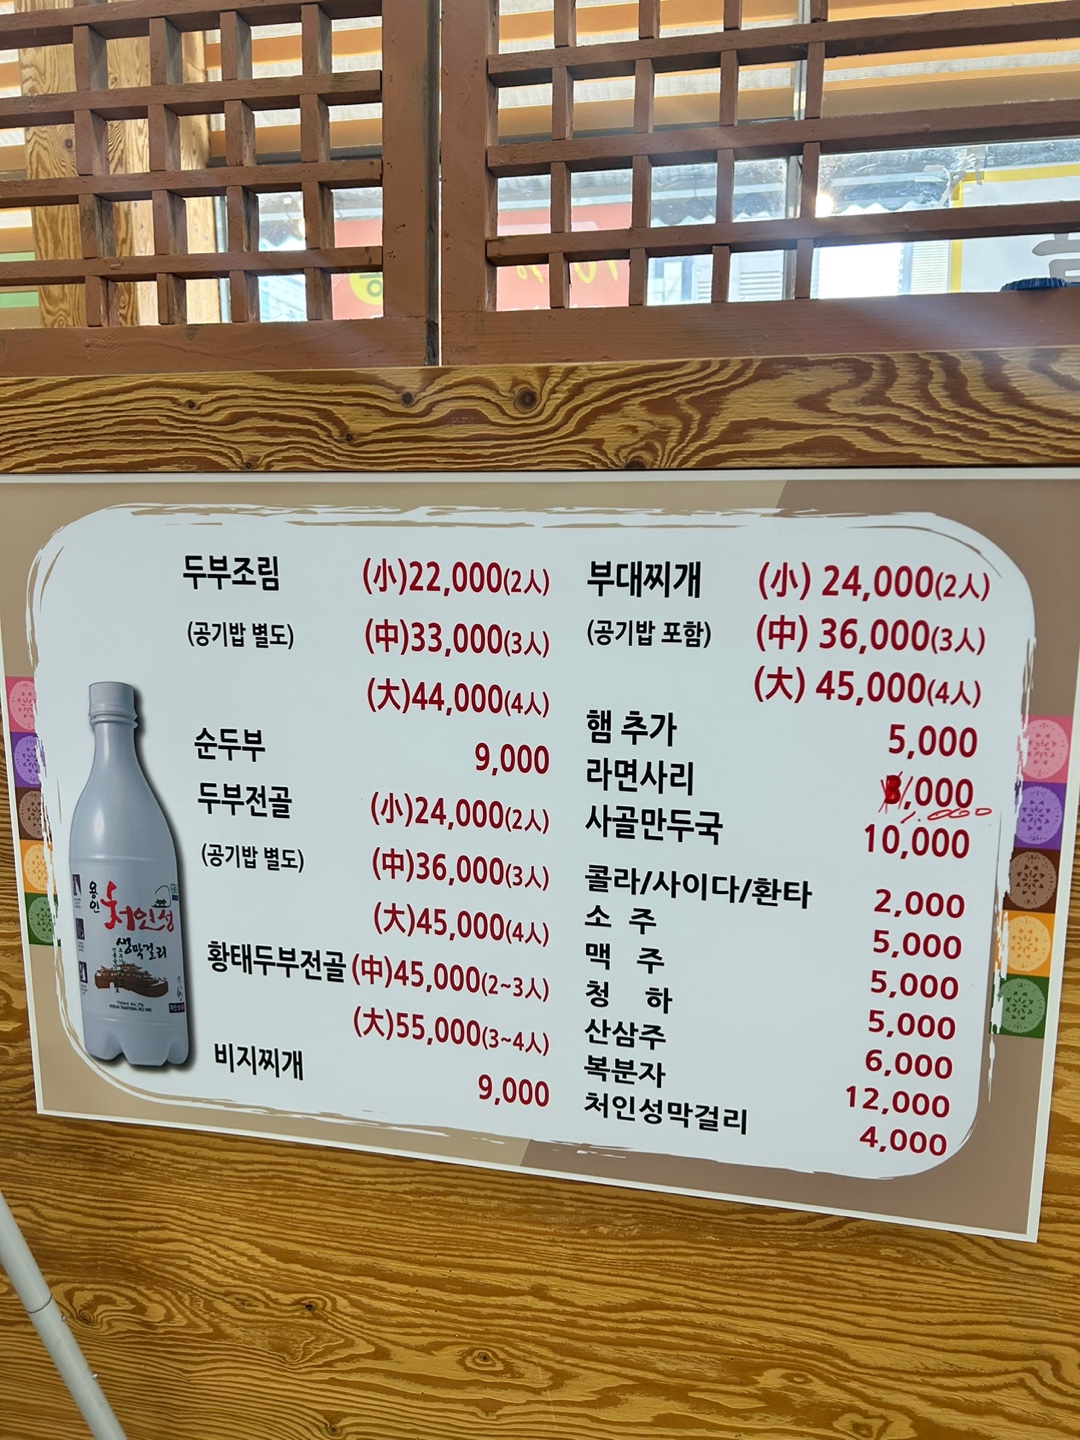 두부조림 (小)22,000(2人)
(공기밥 별도) (中)33,000(3人)
(大)44,000(4人)
순두부 9,000
두부전골 (小)24,000(2人)
(공기밥 별도) (中)36,000(3人)
(大)45,000(4人)
황태두부전골 (中)45,000(2~3人)
(大)55,000(3~4人)
비지찌개 9,000
부대찌개 (小) 24,000(2人)
(공기밥 포함) (中) 36,000(3人)
(大) 45,000(4人)
햄 추가 5,000
라면사리 ,000
1.000
사골만두국 10,000
콜라/사이다/환타 2,000
소 주 5,000
맥 주 5,000
청 하 5,000
산삼주 6,000
복분자 12,000
처인성막걸리 4,000
용인
처인성
생막걸리